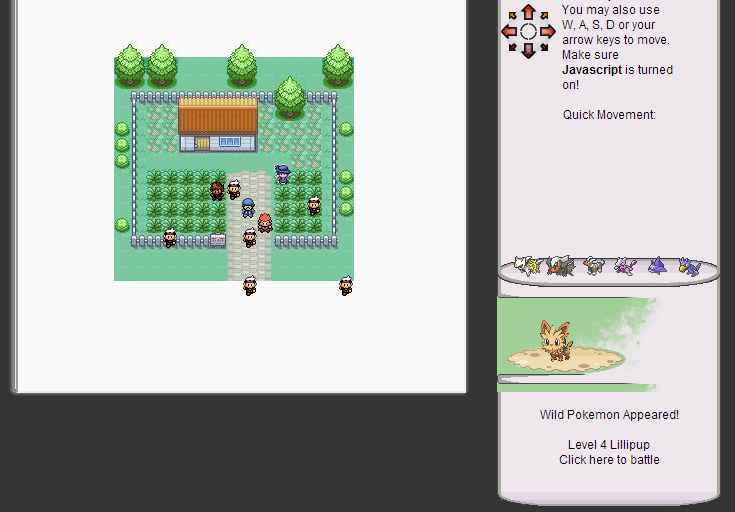 You may also use
W, A, S, D or your
arrow keys to move.
Make sure
Javascript is turned
on!
Quick Movement:
Wild Pokemon Appeared!
Level 4 Lillipup
Click here to battle